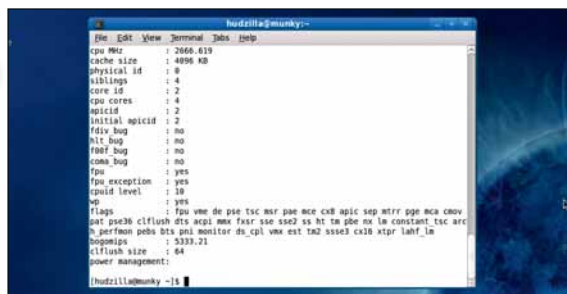 hudzilla@munky:~
File Edit View Terminal Tabs Help
cpu MHz : 2666.619
cache size : 4096 KB
physical id : 0
siblings : 4
core id : 2
cpu cores : 4
apicid : 2
initial apicid : 2
fdiv_bug : no
hlt_bug : no
f00f_bug : no
coma_bug : no
fpu : yes
fpu_exception : yes
cpuid level : 10
wp : yes
flags : fpu vme de pse tsc msr pae mce cx8 apic sep mtrr pge mca cmov
pat pse36 clflush dts acpi mmx fxsr sse sse2 ss ht tm pbe nx lm constant_tsc arc
h_perfmon pebs bts pni monitor ds_cpl vmx est tm2 ssse3 cx16 xtpr lahf_lm
bogomips : 5333.21
clflush size : 64
power management:
[hudzilla@munky ~]$